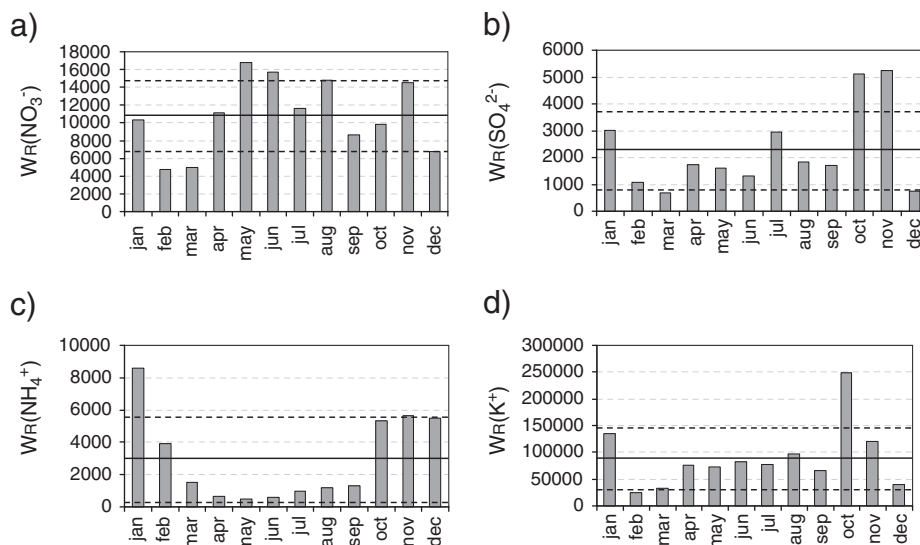 a)
WR(NO3-)
18000
16000
14000
12000
10000
8000
6000
4000
2000
0
jan feb mar apr may jun jul aug sep oct nov dec
b)
WR(SO42-)
6000
5000
4000
3000
2000
1000
0
jan feb mar apr may jun jul aug sep oct nov dec
c)
WR(NH4+)
10000
8000
6000
4000
2000
0
jan feb mar apr may jun jul aug sep oct nov dec
d)
WR(K+)
300000
250000
200000
150000
100000
50000
0
jan feb mar apr may jun jul aug sep oct nov dec